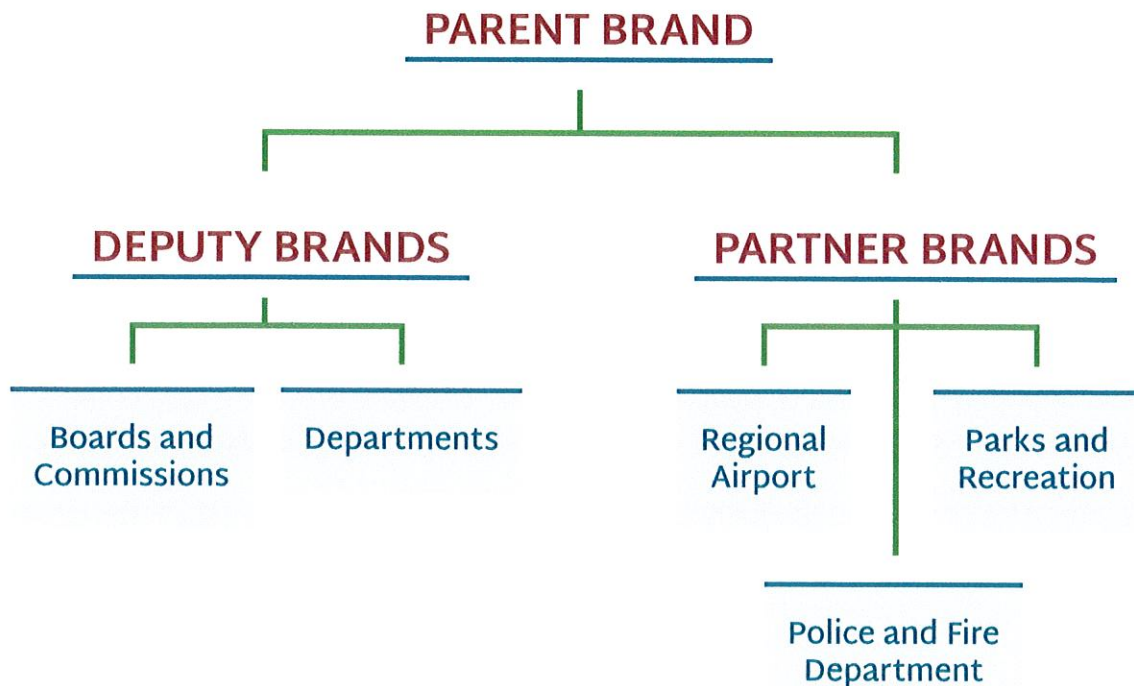 PARENT BRAND
DEPUTY BRANDS
PARTNER BRANDS
Boards and
Commissions
Departments
Regional
Airport
Parks and
Recreation
Police and Fire
Department